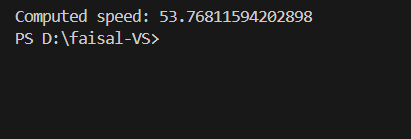 Computed speed: 53.76811594202898
PS D:\faisal-VS>